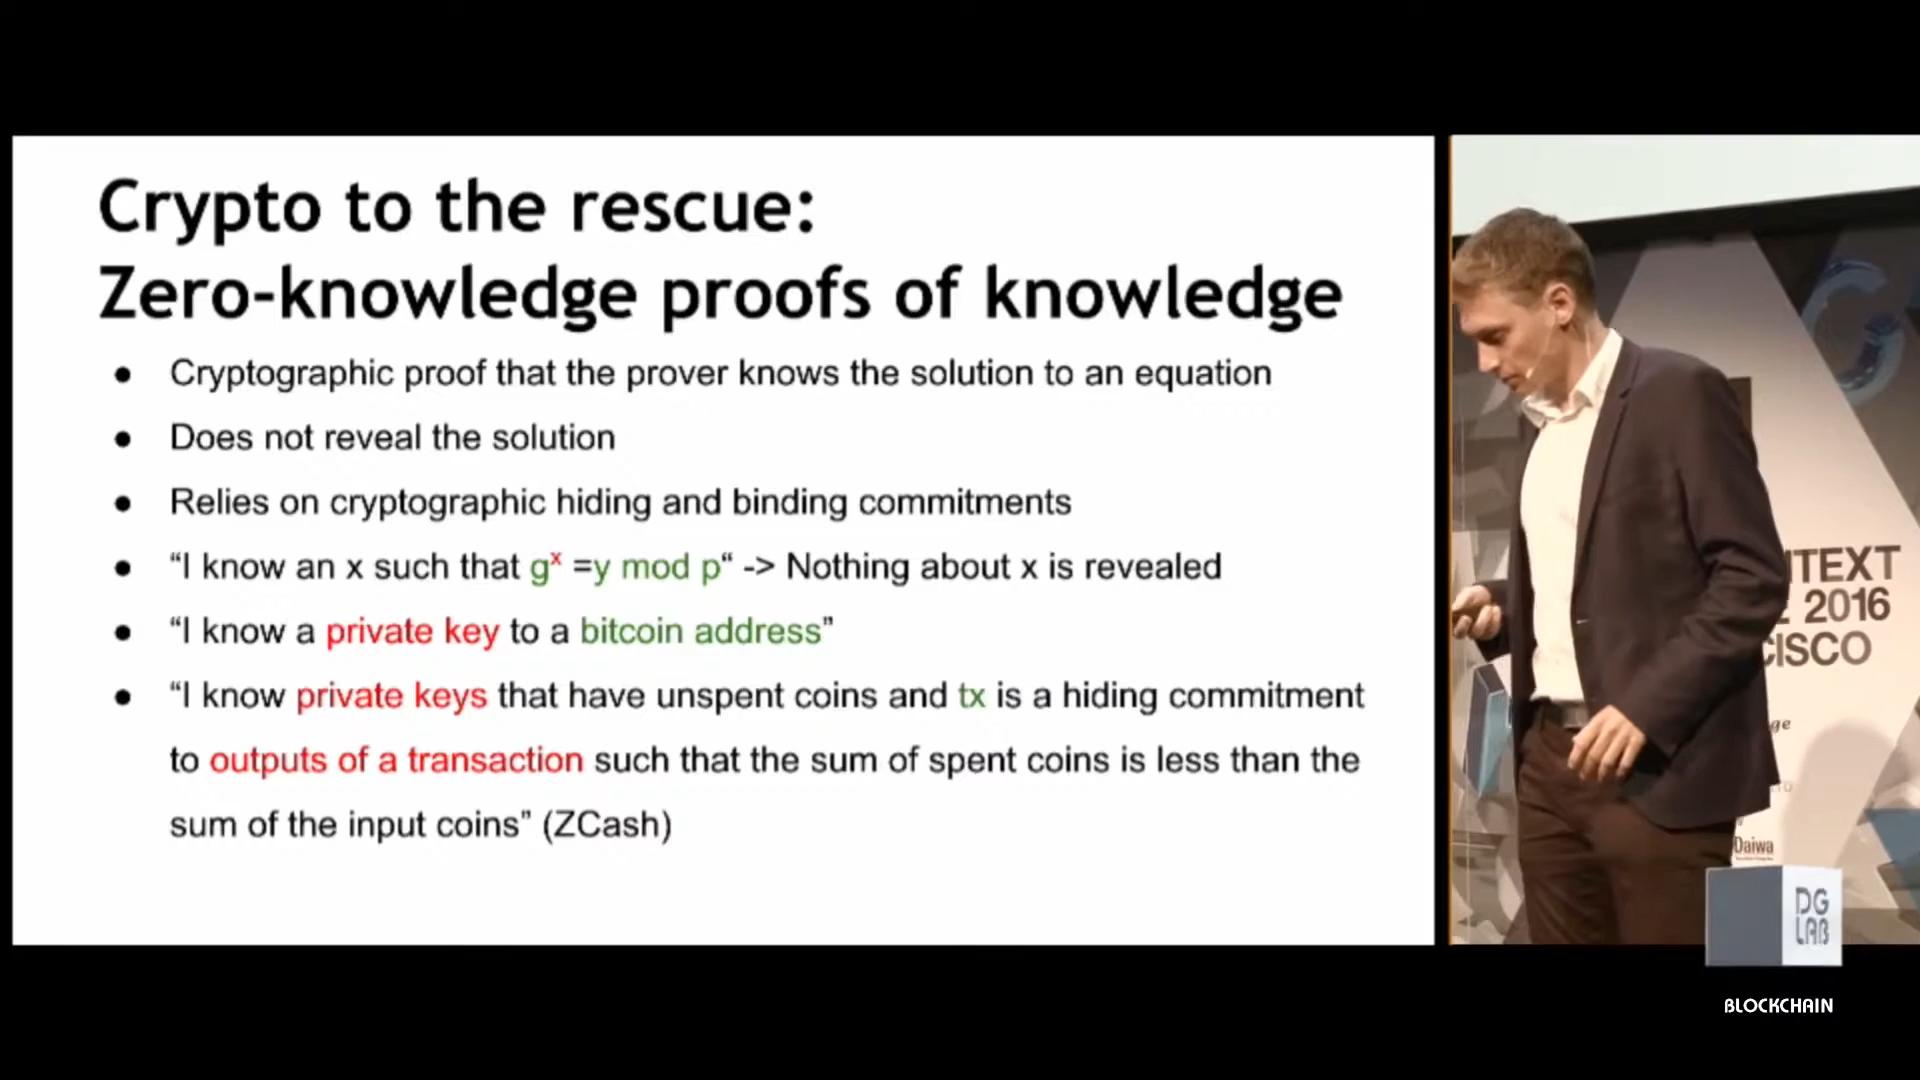 Crypto to the rescue:
Zero-knowledge proofs of knowledge
● Cryptographic proof that the prover knows the solution to an equation
● Does not reveal the solution
● Relies on cryptographic hiding and binding commitments
● “I know an x such that gˣ =y mod p“ -> Nothing about x is revealed
● “I know a private key to a bitcoin address”
● “I know private keys that have unspent coins and tx is a hiding commitment
to outputs of a transaction such that the sum of spent coins is less than the
sum of the input coins” (ZCash)
ITEXT
E 2016
CISCO
ge
Daiwa
DG
LAB
BLOCKCHAIN